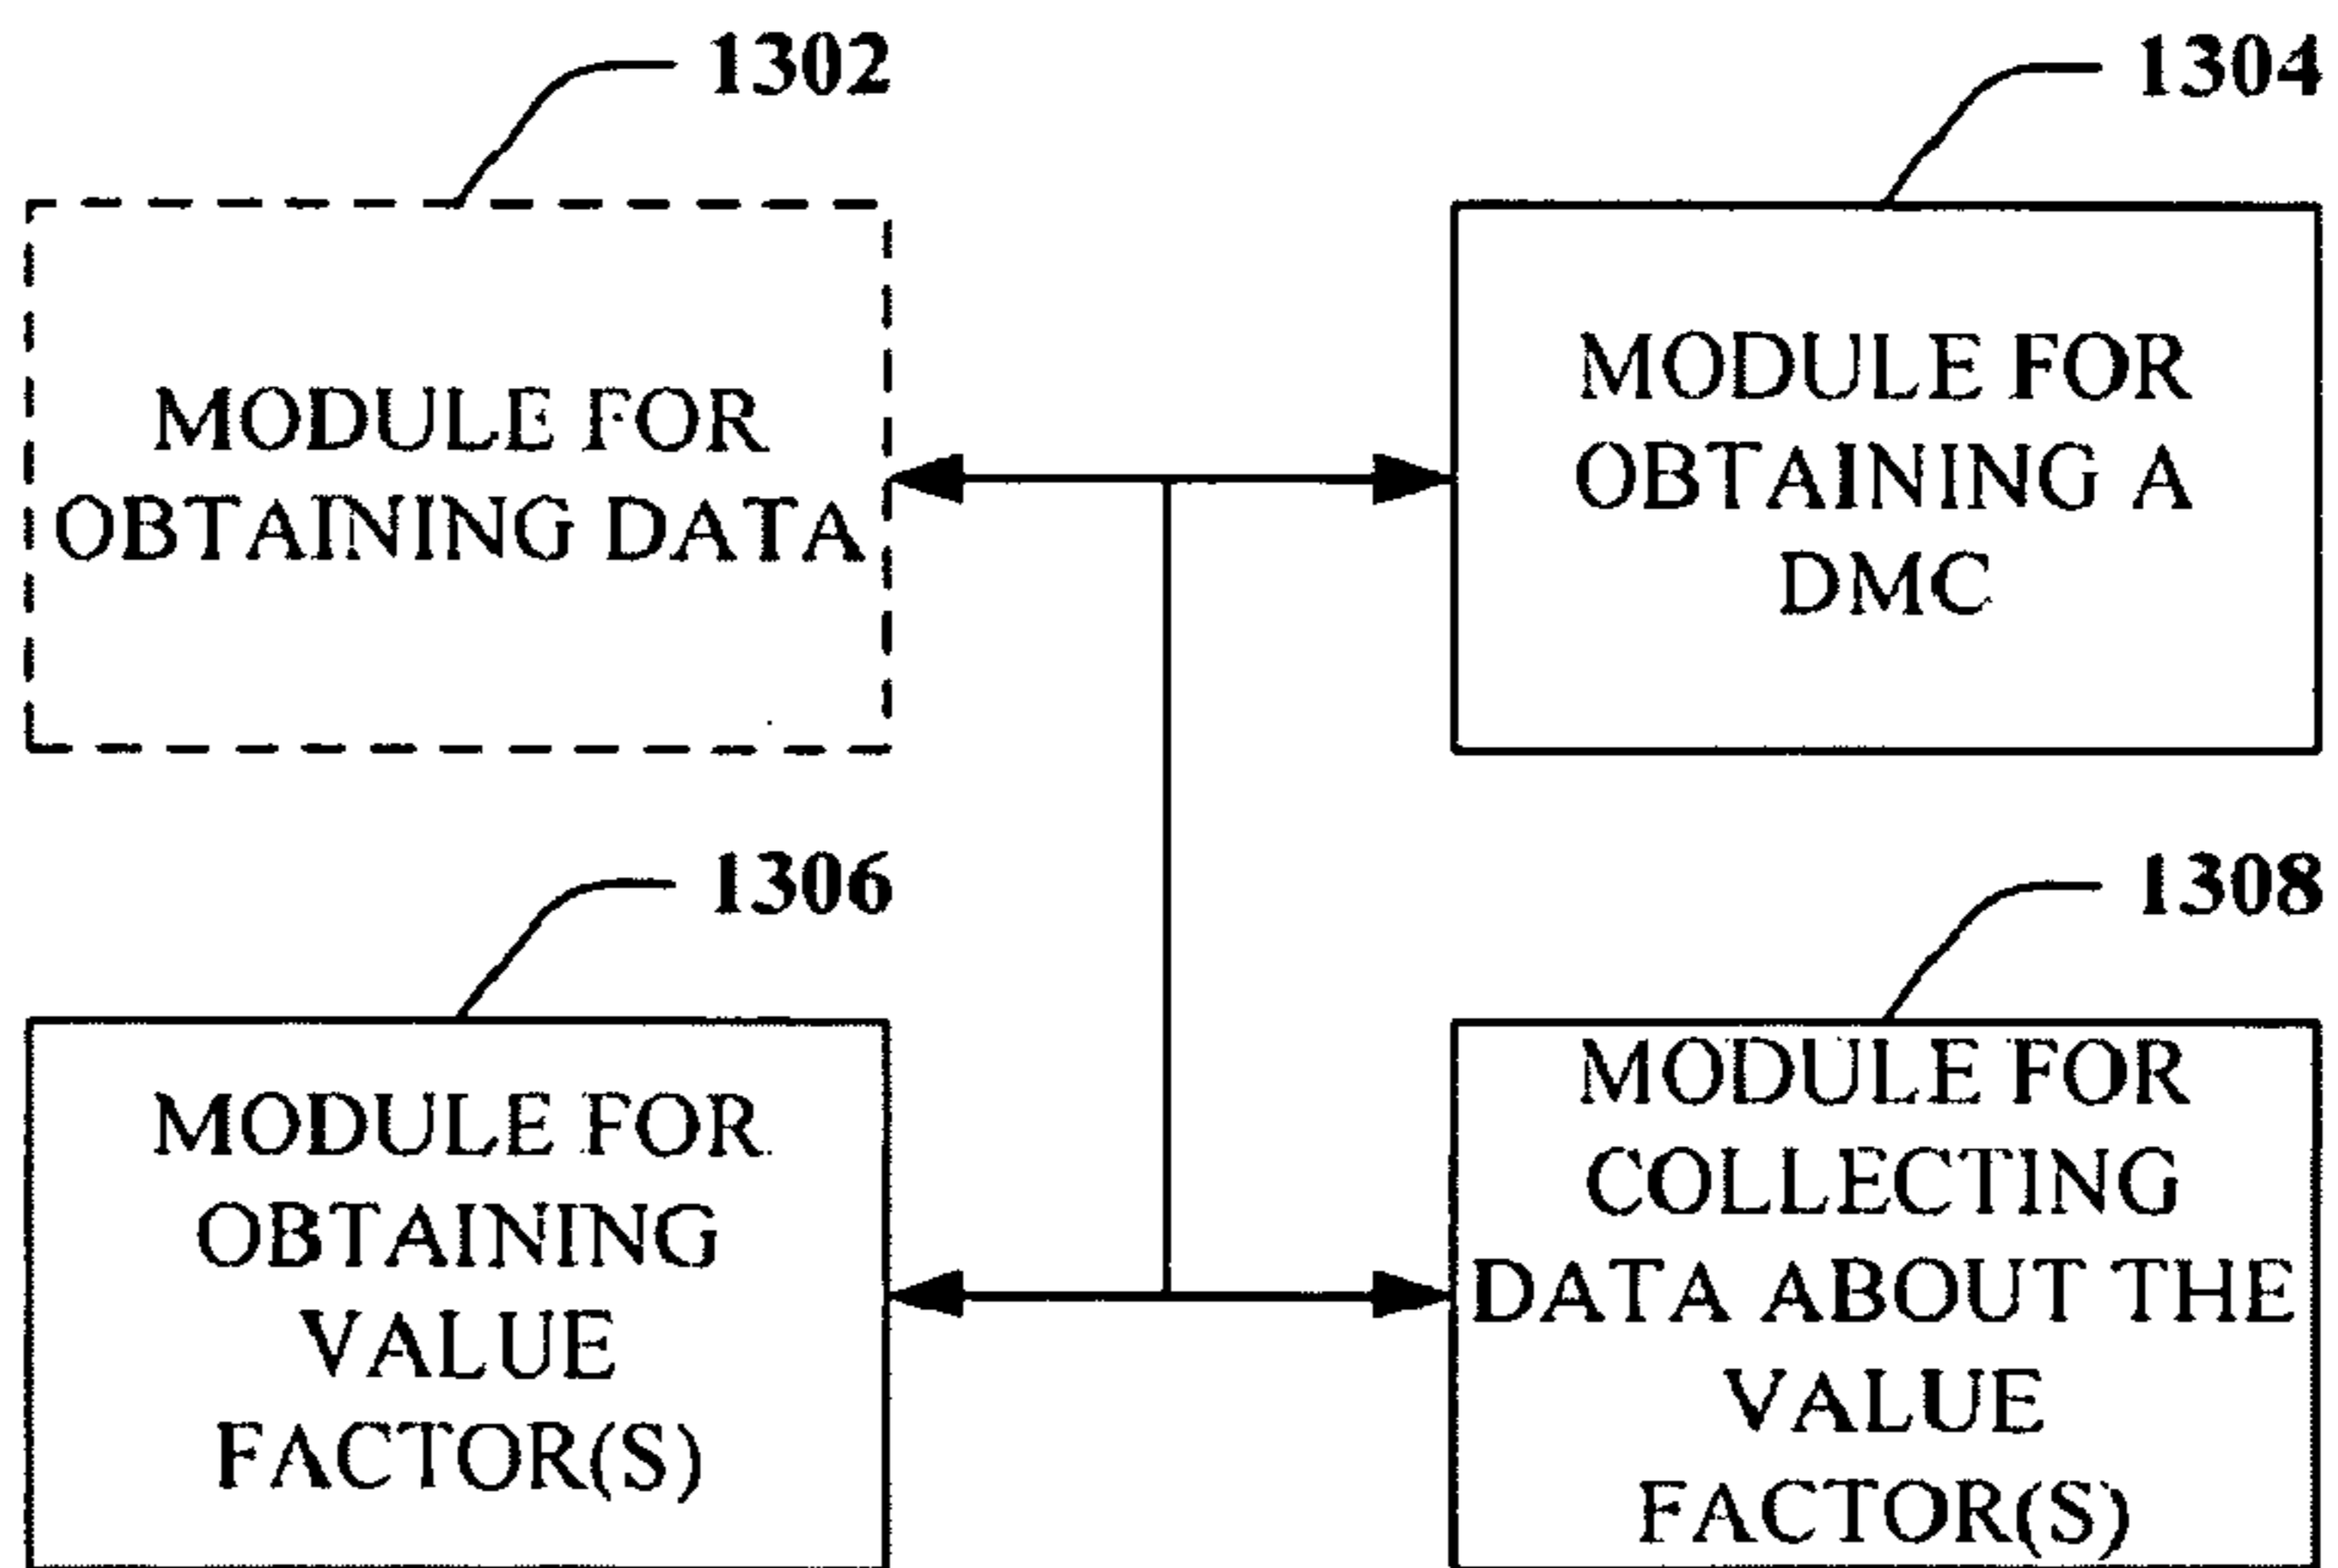 1302
1304
MODULE FOR
OBTAINING DATA
MODULE FOR
OBTAINING A
DMC
1306
1308
MODULE FOR
OBTAINING
VALUE
FACTOR(S)
MODULE FOR
COLLECTING
DATA ABOUT THE
VALUE
FACTOR(S)